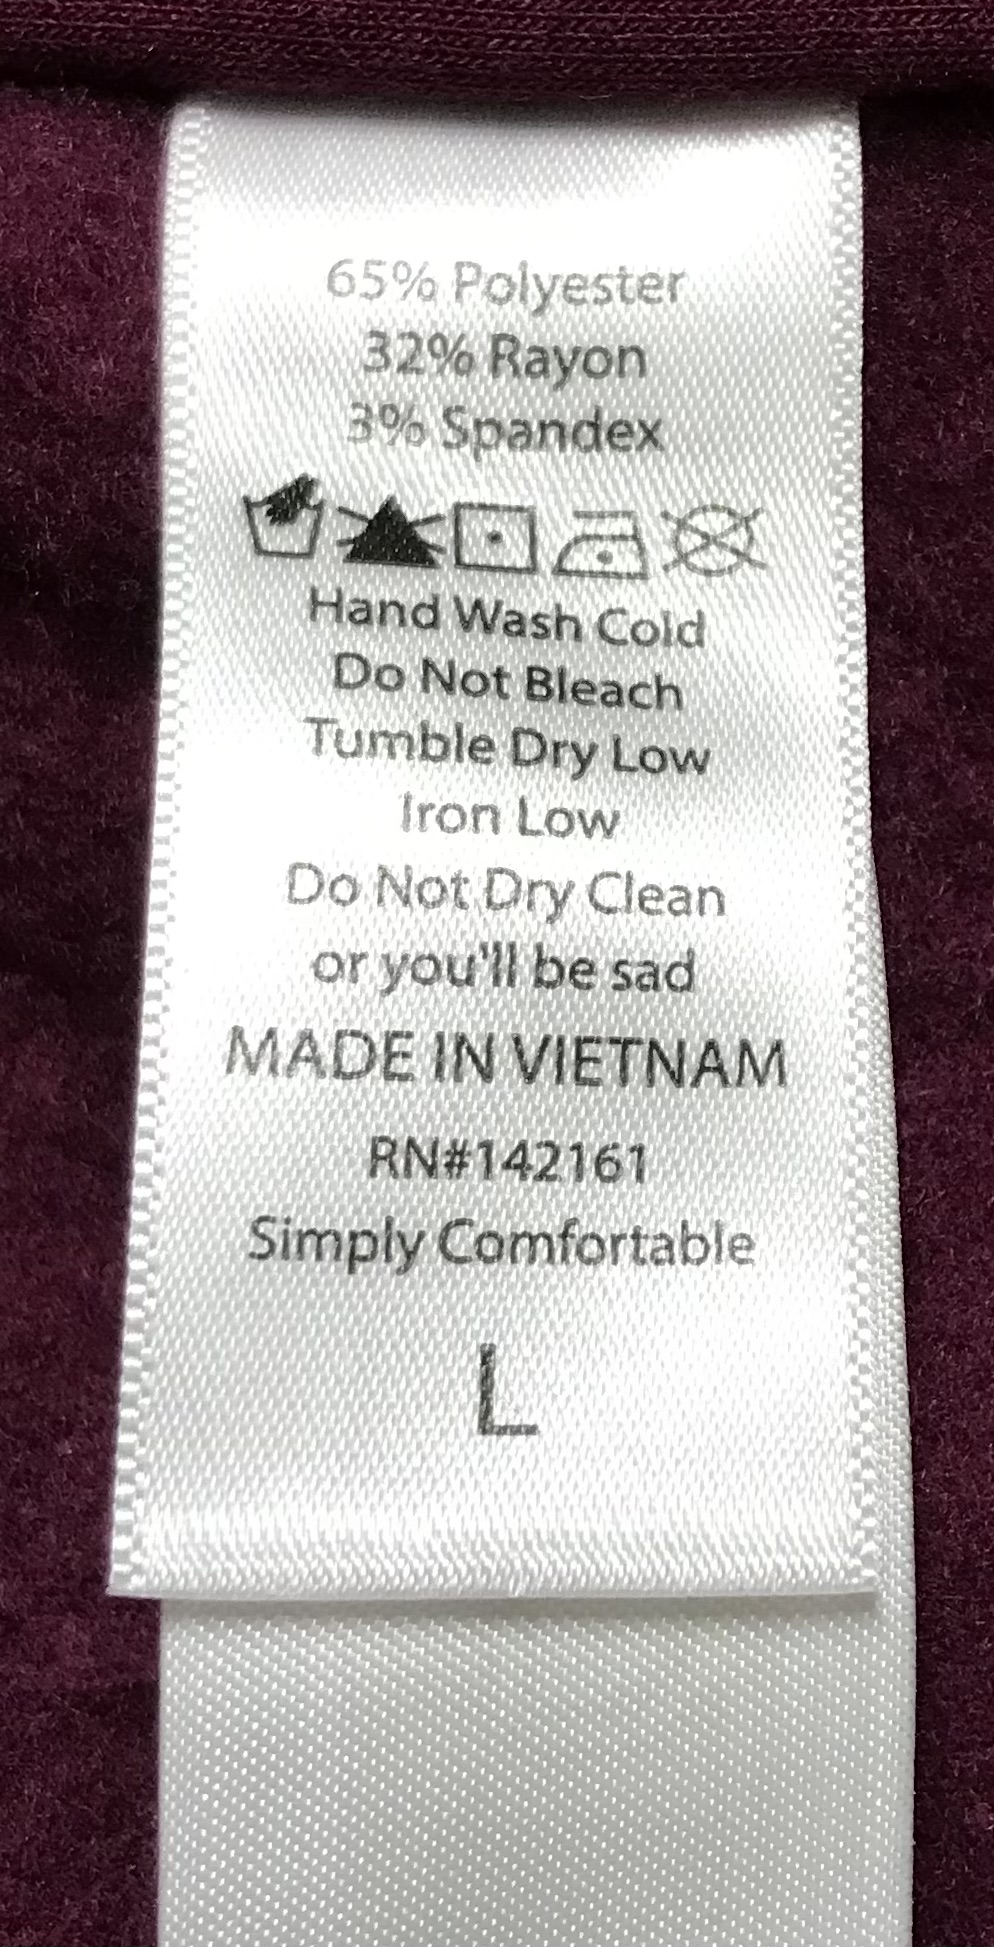 65% Polyester
32% Rayon
3% Spandex
Hand Wash Cold
Do Not Bleach
Tumble Dry Low
Iron Low
Do Not Dry Clean
or you'll be sad
MADE IN VIETNAM
RN#142161
Simply Comfortable
L